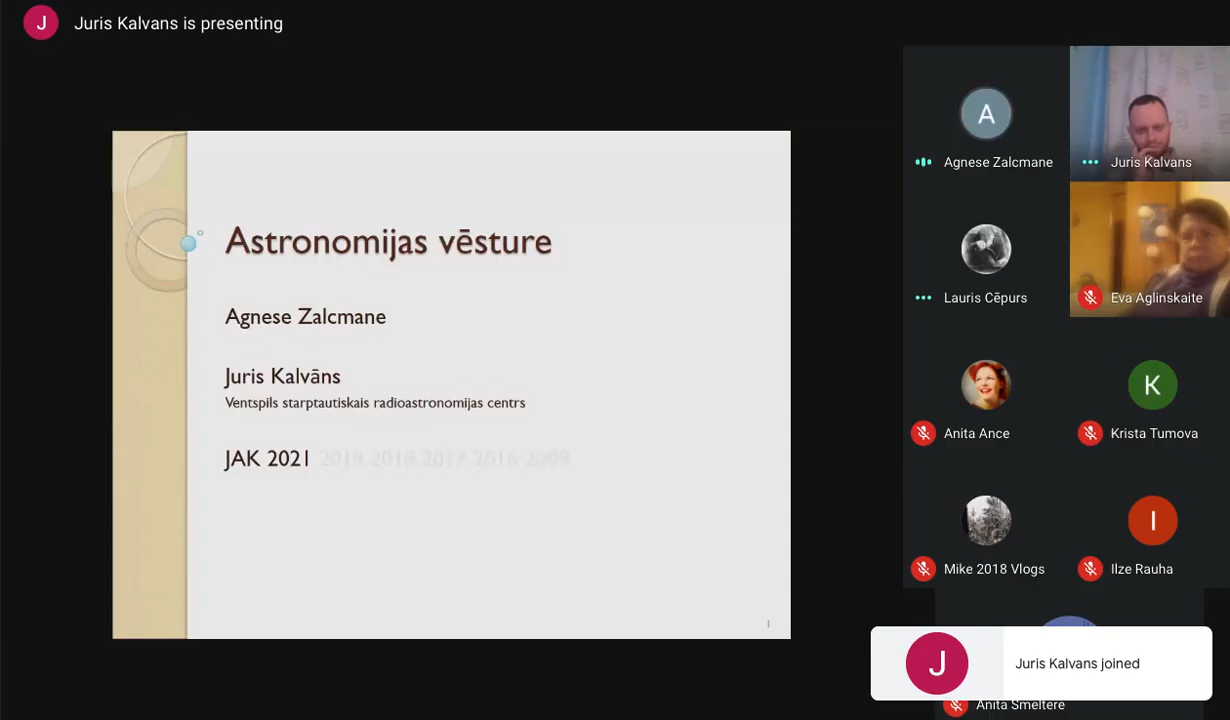 J
Juris Kalvans is presenting
Astronomijas vēsture
Agnese Zalcmane
Juris Kalvāns
Ventspils starptautiskais radioastronomijas centrs
JAK 2021 2019 2018 2017 2016 2009
1
A
Agnese Zalcmane
Juris Kalvans
Lauris Cēpurs
Eva Aglinskaite
Anita Ance
K
Krista Tumova
Mike 2018 Vlogs
I
Ilze Rauha
J
Juris Kalvans joined
Anita Smeltere